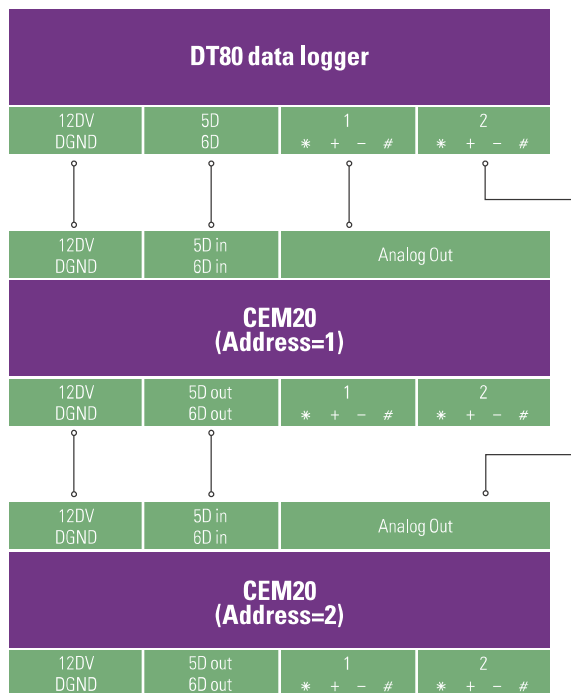 DT80 data logger
12DV 5D 1 2
DGND 6D * + – # * + – #
12DV 5D in Analog Out
DGND 6D in
CEM20
(Address=1)
12DV 5D out 1 2
DGND 6D out * + – # * + – #
12DV 5D in Analog Out
DGND 6D in
CEM20
(Address=2)
12DV 5D out 1 2
DGND 6D out * + – # * + – #